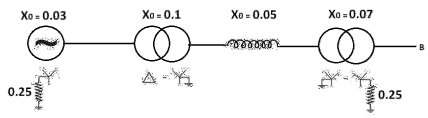 X₀ = 0.03
X₀ = 0.1
X₀ = 0.05
X₀ = 0.07
B
0.25
0.25